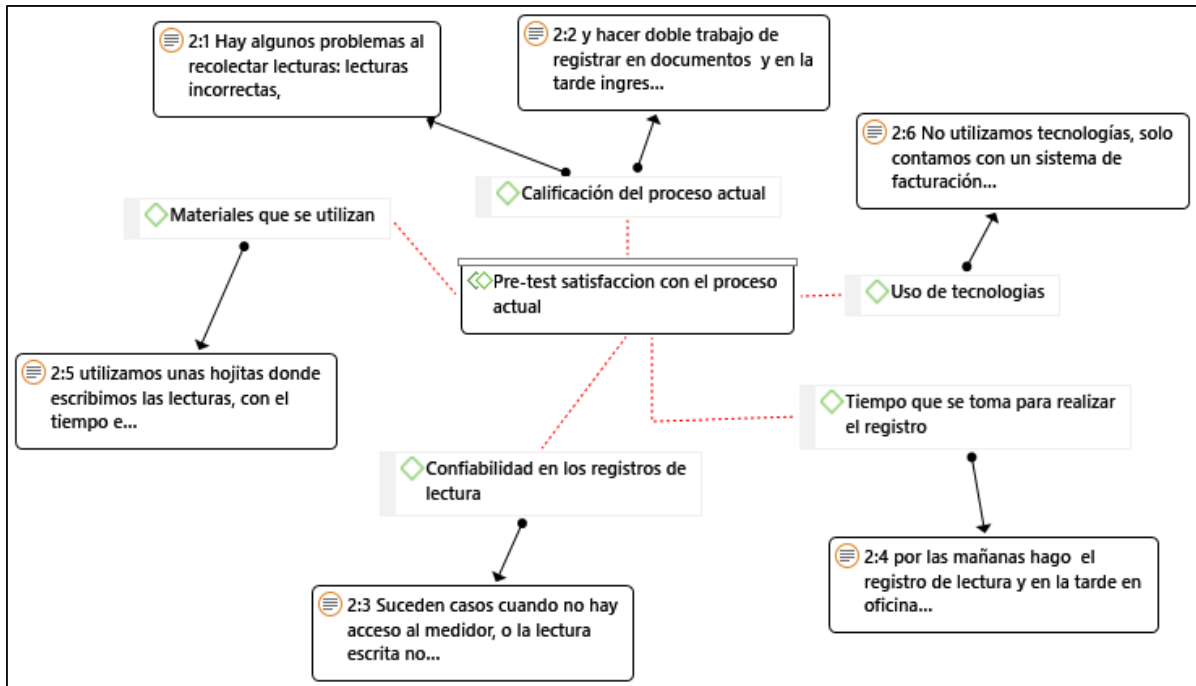 2:1 Hay algunos problemas al
recolectar lecturas: lecturas
incorrectas,
2:2 y hacer doble trabajo de
registrar en documentos y en la
tarde ingres...
2:6 No utilizamos tecnologías, solo
contamos con un sistema de
facturación...
Materiales que se utilizan
Calificación del proceso actual
Pre-test satisfaccion con el proceso
actual
Uso de tecnologias
2:5 utilizamos unas hojitas donde
escribimos las lecturas, con el
tiempo e...
Tiempo que se toma para realizar
el registro
Confiabilidad en los registros de
lectura
2:4 por las mañanas hago el
registro de lectura y en la tarde en
oficina...
2:3 Suceden casos cuando no hay
acceso al medidor, o la lectura
escrita no...